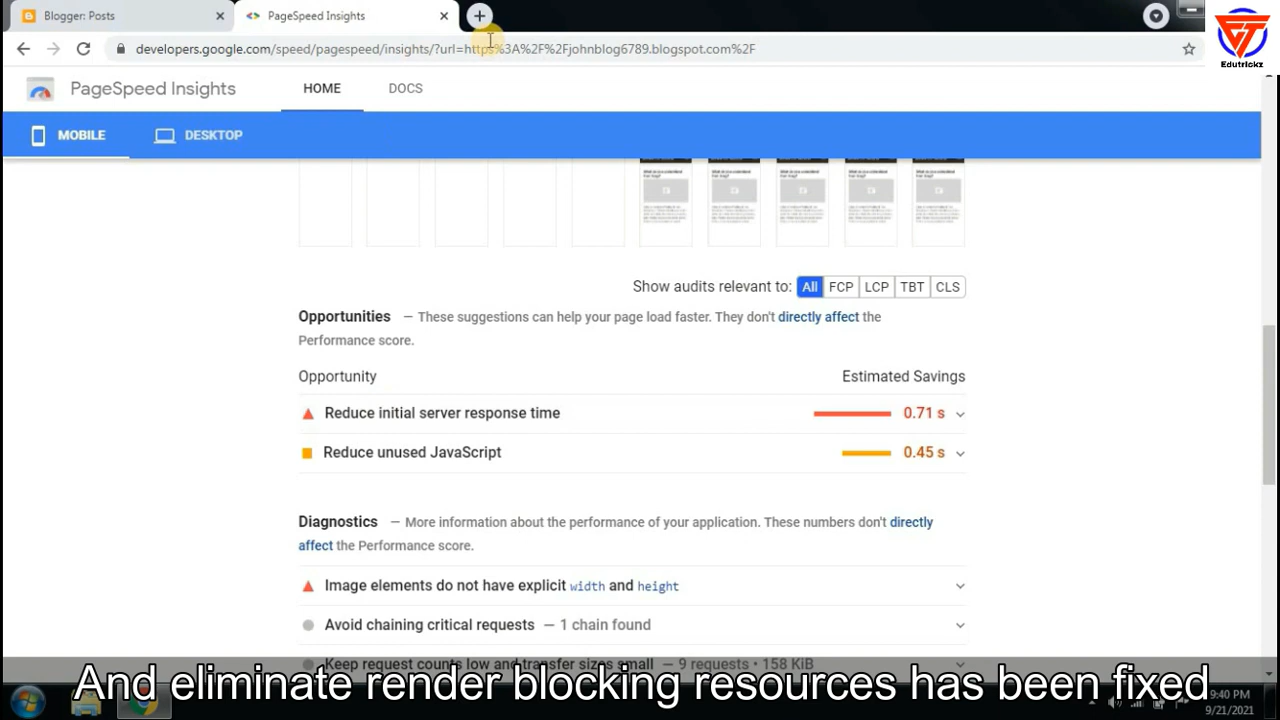 Blogger: Posts
PageSpeed Insights
developers.google.com/speed/pagespeed/insights/?url=https%3A%2F%2Fjohnblog6789.blogspot.com%2F
Edutrickz
PageSpeed Insights
HOME
DOCS
MOBILE
DESKTOP
Show audits relevant to: All FCP LCP TBT CLS
Opportunities — These suggestions can help your page load faster. They don't directly affect the
Performance score.
Opportunity Estimated Savings
Reduce initial server response time 0.71 s
Reduce unused JavaScript 0.45 s
Diagnostics — More information about the performance of your application. These numbers don't directly
affect the Performance score.
Image elements do not have explicit width and height
Avoid chaining critical requests — 1 chain found
Keep request counts low and transfer sizes small — 9 requests • 158 KiB
And eliminate render blocking resources has been fixed
9:40 PM
9/21/2021